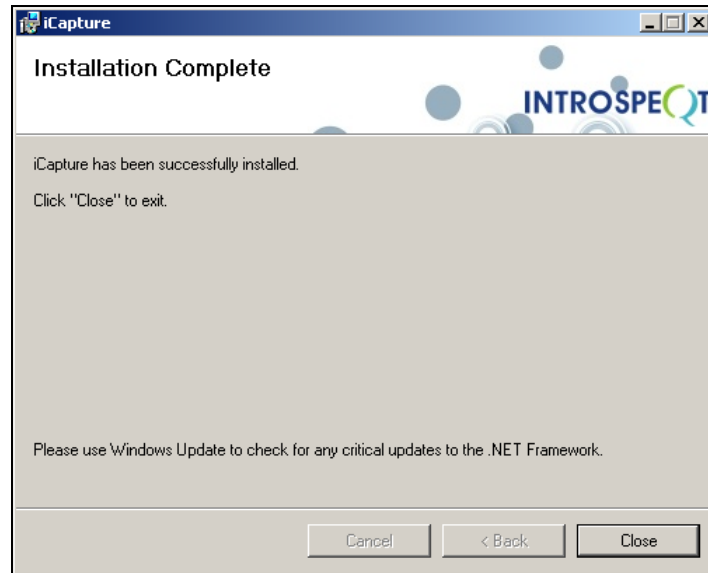 iCapture
Installation Complete
INTROSPEQT
iCapture has been successfully installed.
Click "Close" to exit.
Please use Windows Update to check for any critical updates to the .NET Framework.
Cancel
< Back
Close